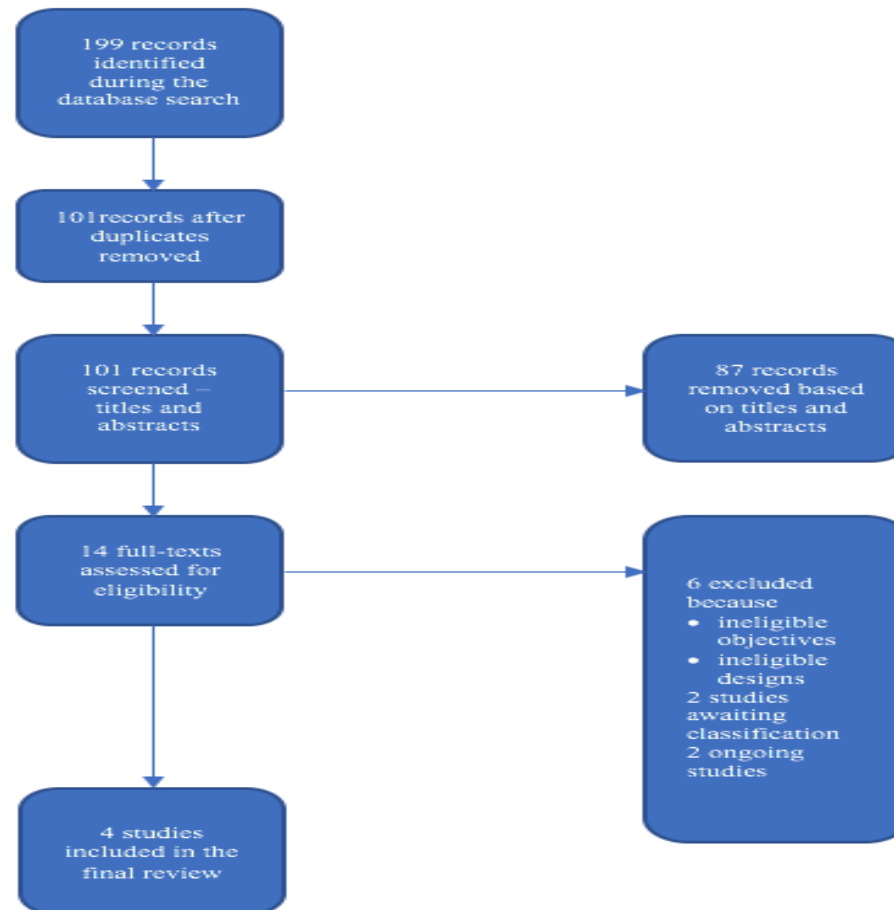 199 records
identified
during the
database search
101records after
duplicates
removed
101 records
screened –
titles and
abstracts
87 records
removed based
on titles and
abstracts
14 full-texts
assessed for
eligibility
6 excluded
because
• ineligible
objectives
• ineligible
designs
2 studies
awaiting
classification
2 ongoing
studies
4 studies
included in the
final review